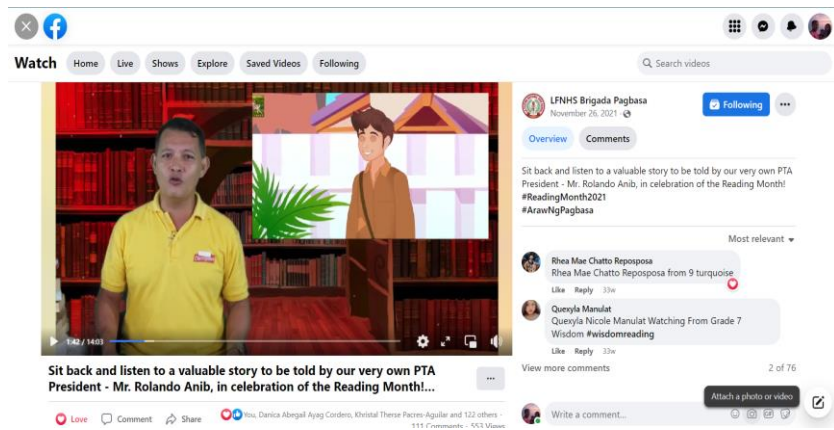 Watch
Home
Live
Shows
Explore
Saved Videos
Following
Search videos
1:42 / 14:03
Sit back and listen to a valuable story to be told by our very own PTA
President - Mr. Rolando Anib, in celebration of the Reading Month!...
...
Love
Comment
Share
You, Danica Abegail Ayag Cordero, Khristal Therse Pacres-Aguilar and 122 others ·
111 Comments · 553 Views
LFNHS Brigada Pagbasa
November 26, 2021 ·
Following
Overview
Comments
Sit back and listen to a valuable story to be told by our very own PTA
President - Mr. Rolando Anib, in celebration of the Reading Month!
#ReadingMonth2021
#ArawNgPagbasa
Most relevant
Rhea Mae Chatto Reposposa
Rhea Mae Chatto Reposposa from 9 turquoise
Like Reply 33w
Quexyla Manulat
Quexyla Nicole Manulat Watching From Grade 7
Wisdom #wisdomreading
Like Reply 33w
View more comments 2 of 76
Attach a photo or video
Write a comment...
GIF